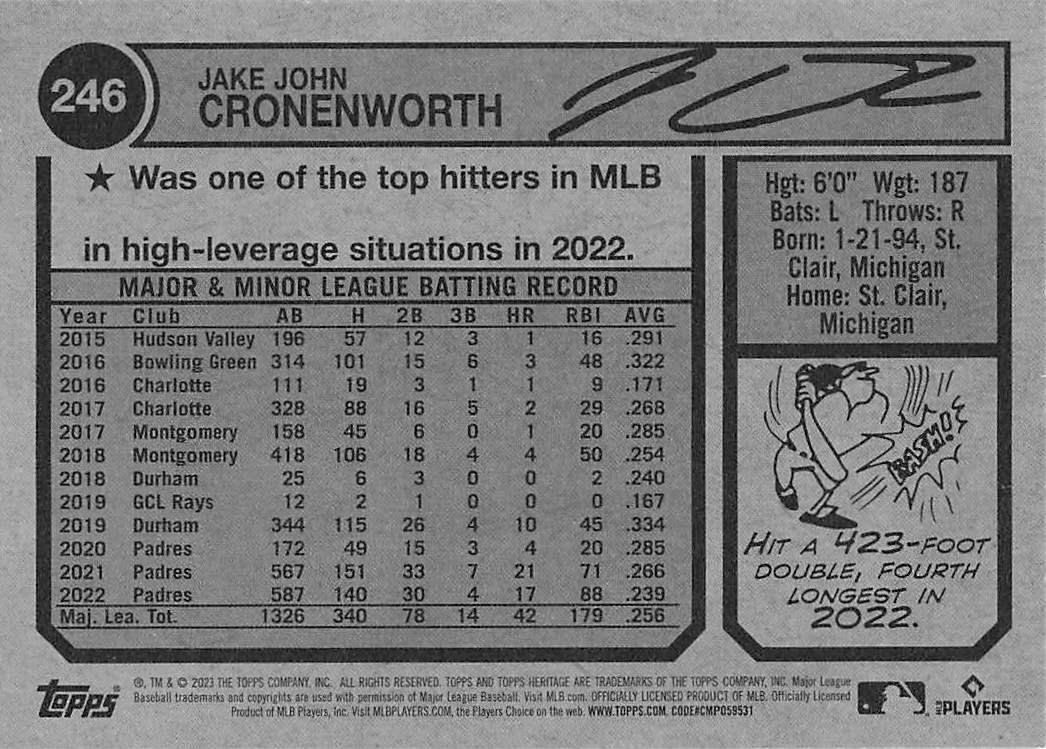 246
JAKE JOHN
CRONENWORTH
★ Was one of the top hitters in MLB
in high-leverage situations in 2022.
MAJOR & MINOR LEAGUE BATTING RECORD
Year Club AB H 2B 3B HR RBI AVG
2015 Hudson Valley 196 57 12 3 1 16 .291
2016 Bowling Green 314 101 15 6 3 48 .322
2016 Charlotte 111 19 3 1 1 9 .171
2017 Charlotte 328 88 16 5 2 29 .268
2017 Montgomery 158 45 6 0 1 20 .285
2018 Montgomery 418 106 18 4 4 50 .254
2018 Durham 25 6 3 0 0 2 .240
2019 GCL Rays 12 2 1 0 0 0 .167
2019 Durham 344 115 26 4 10 45 .334
2020 Padres 172 49 15 3 4 20 .285
2021 Padres 567 151 33 7 21 71 .266
2022 Padres 587 140 30 4 17 88 .239
Maj. Lea. Tot. 1326 340 78 14 42 179 .256
Hgt: 6'0" Wgt: 187
Bats: L Throws: R
Born: 1-21-94, St.
Clair, Michigan
Home: St. Clair,
Michigan
HIT A 423-FOOT
DOUBLE, FOURTH
LONGEST IN
2022.
topps®
®, TM & © 2023 THE TOPPS COMPANY, INC. ALL RIGHTS RESERVED. TOPPS AND TOPPS HERITAGE ARE TRADEMARKS OF THE TOPPS COMPANY, INC. Major League
Baseball trademarks and copyrights are used with permission of Major League Baseball. Visit MLB.com. OFFICIALLY LICENSED PRODUCT OF MLB. Officially Licensed
Product of MLB Players, Inc. Visit MLBPLAYERS.COM, the Players Choice on the web. WWW.TOPPS.COM. CODE#CMP059531
MLB PLAYERS